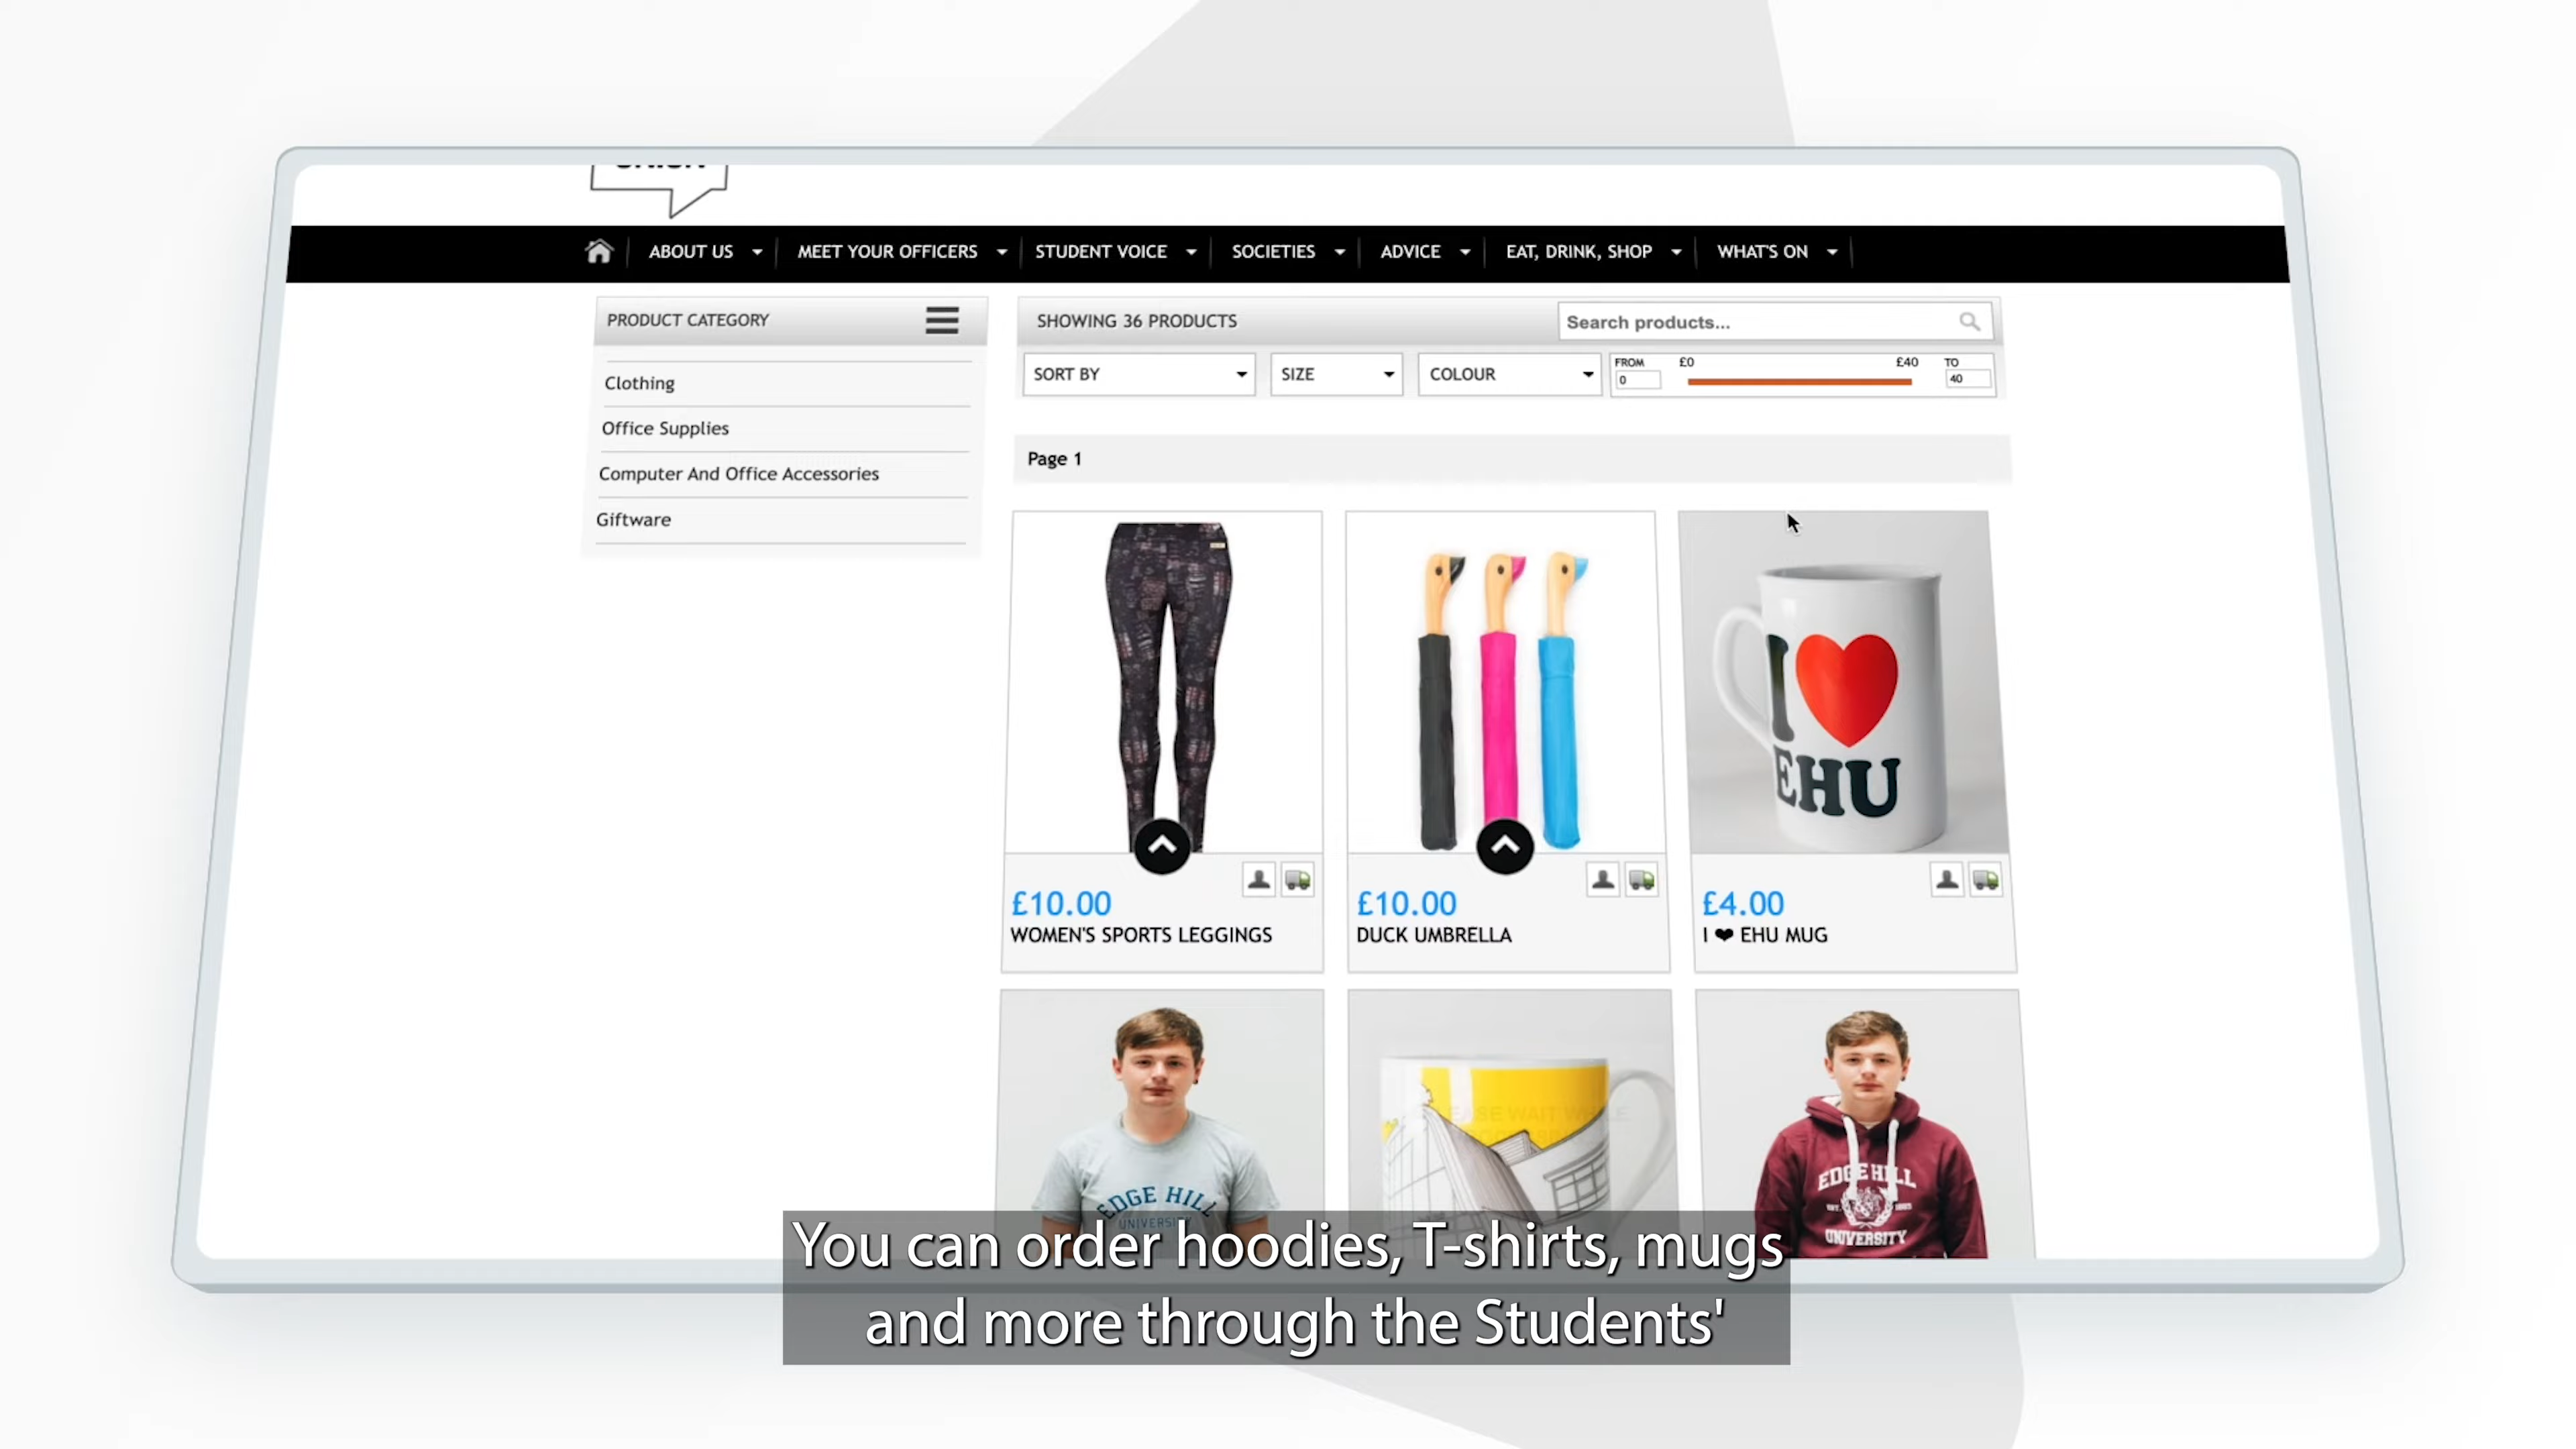 ABOUT US
MEET YOUR OFFICERS
STUDENT VOICE
SOCIETIES
ADVICE
EAT, DRINK, SHOP
WHAT'S ON
PRODUCT CATEGORY
Clothing
Office Supplies
Computer And Office Accessories
Giftware
SHOWING 36 PRODUCTS
Search products...
SORT BY
SIZE
COLOUR
FROM
0
£0
£40
TO
40
Page 1
I ❤
EHU
£10.00
WOMEN'S SPORTS LEGGINGS
£10.00
DUCK UMBRELLA
£4.00
I ❤ EHU MUG
EDGE HILL
UNIVERSITY
EDGE HILL
UNIVERSITY
You can order hoodies, T-shirts, mugs
and more through the Students'